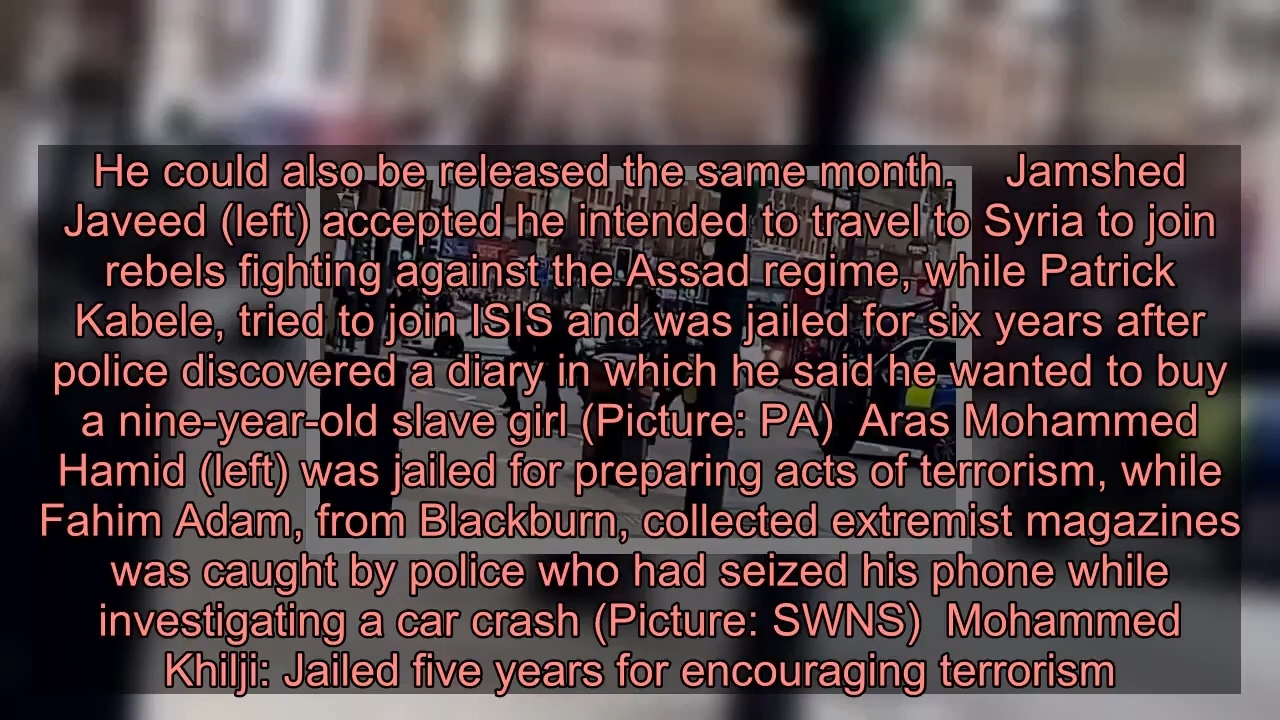 He could also be released the same month. Jamshed
Javeed (left) accepted he intended to travel to Syria to join
rebels fighting against the Assad regime, while Patrick
Kabele, tried to join ISIS and was jailed for six years after
police discovered a diary in which he said he wanted to buy
a nine-year-old slave girl (Picture: PA) Aras Mohammed
Hamid (left) was jailed for preparing acts of terrorism, while
Fahim Adam, from Blackburn, collected extremist magazines
was caught by police who had seized his phone while
investigating a car crash (Picture: SWNS) Mohammed
Khilji: Jailed five years for encouraging terrorism